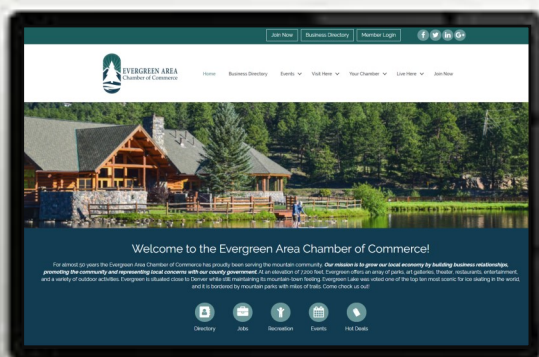 Join Now Business Directory Member Login
EVERGREEN AREA
Chamber of Commerce
Home Business Directory Events Visit Here Your Chamber Live Here Join Now
Welcome to the Evergreen Area Chamber of Commerce!
For almost 50 years the Evergreen Area Chamber of Commerce has proudly been serving the mountain community. Our mission is to grow our local economy by building business relationships,
promoting the community and representing local concerns with our county government. At an elevation of 7,200 feet, Evergreen offers an array of parks, art galleries, theater, restaurants, entertainment,
and a variety of outdoor activities. Evergreen is situated close to Denver while still maintaining its mountain-town feeling. Evergreen Lake was voted one of the top ten most scenic for ice skating in the world,
and it is bordered by mountain parks with miles of trails. Come check us out!
Directory Jobs Recreation Events Hot Deals